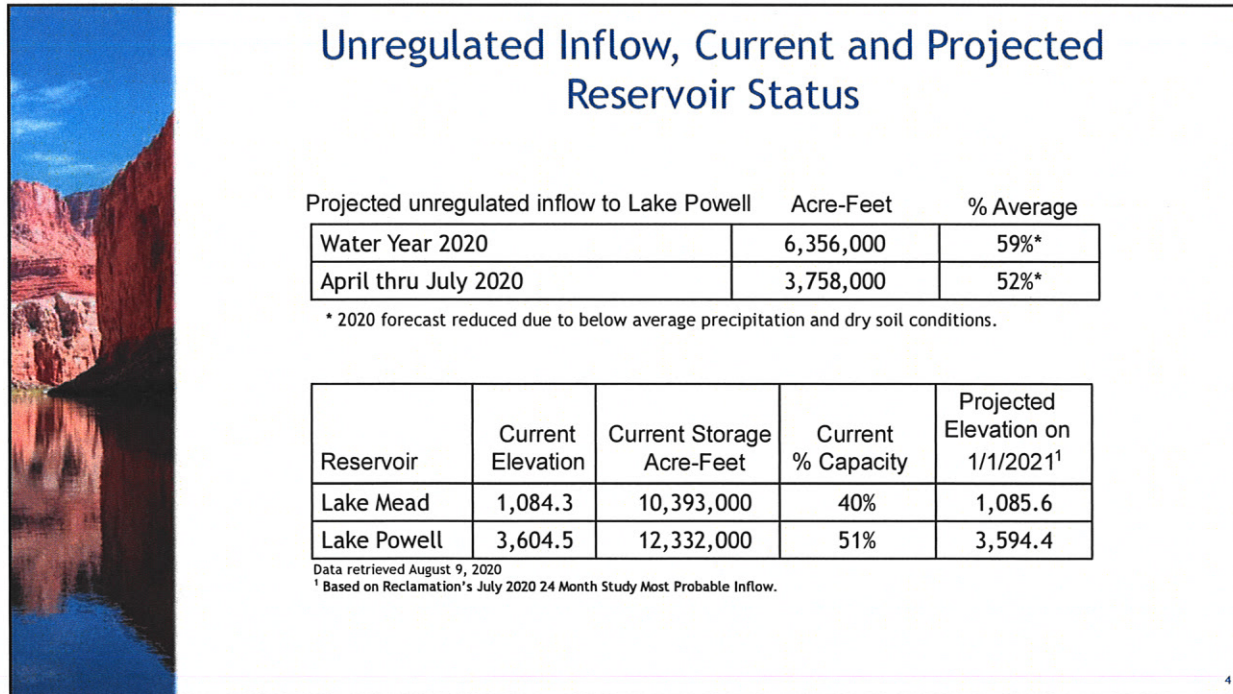 Unregulated Inflow, Current and Projected
Reservoir Status
Projected unregulated inflow to Lake Powell Acre-Feet % Average
Water Year 2020 6,356,000 59%*
April thru July 2020 3,758,000 52%*
* 2020 forecast reduced due to below average precipitation and dry soil conditions.
Reservoir Current Elevation Current Storage Acre-Feet Current % Capacity Projected Elevation on 1/1/2021¹
Lake Mead 1,084.3 10,393,000 40% 1,085.6
Lake Powell 3,604.5 12,332,000 51% 3,594.4
Data retrieved August 9, 2020
¹ Based on Reclamation's July 2020 24 Month Study Most Probable Inflow.
4